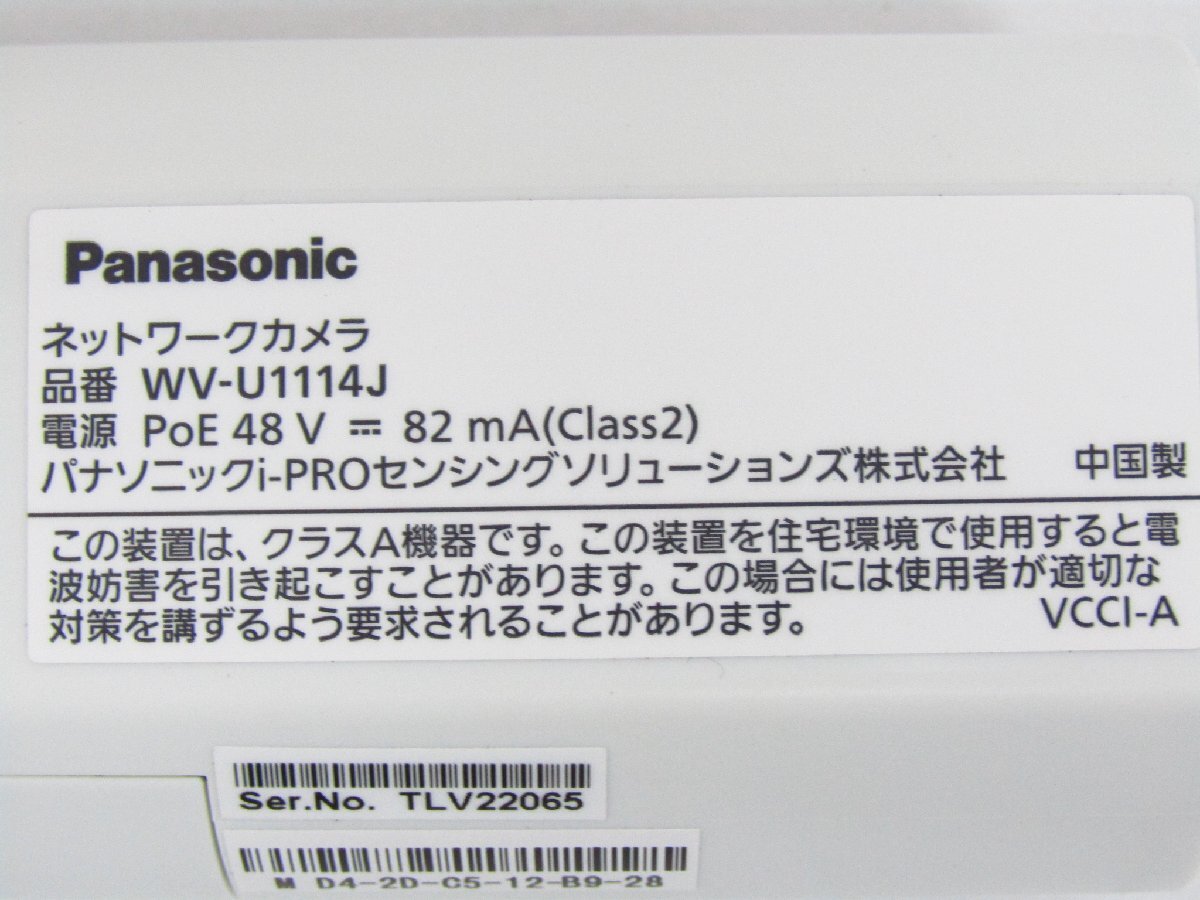 Panasonic
ネットワークカメラ
品番 WV-U1114J
電源 PoE 48 V ⎓ 82 mA(Class2)
パナソニックi-PROセンシングソリューションズ株式会社 中国製
この装置は、クラスA機器です。この装置を住宅環境で使用すると電
波妨害を引き起こすことがあります。この場合には使用者が適切な
対策を講ずるよう要求されることがあります。 VCCI-A
Ser.No. TLV22065
M D4-2D-C5-12-B9-28